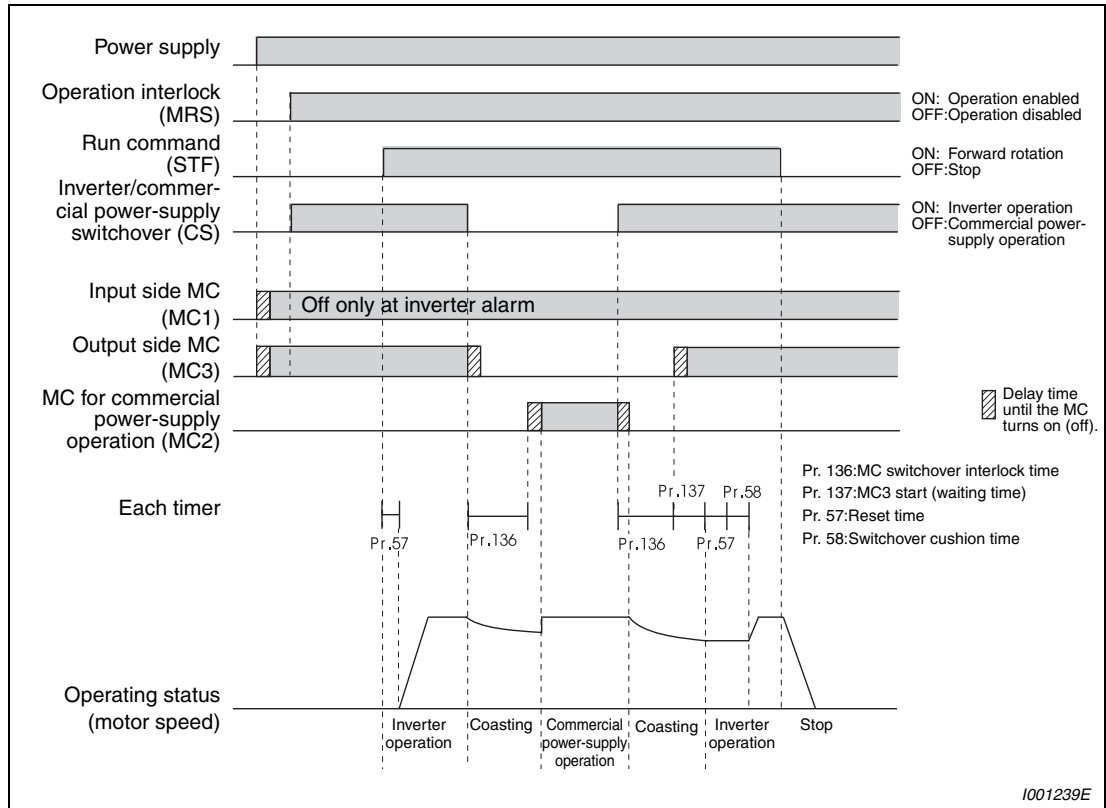 Power supply
Operation interlock
(MRS)
ON: Operation enabled
OFF:Operation disabled
Run command
(STF)
ON: Forward rotation
OFF:Stop
Inverter/commer-
cial power-supply
switchover (CS)
ON: Inverter operation
OFF:Commercial power-
supply operation
Input side MC
(MC1)
Off only at inverter alarm
Output side MC
(MC3)
MC for commercial
power-supply
operation (MC2)
Delay time
until the MC
turns on (off).
Each timer
Pr.57
Pr.136
Pr.137
Pr.58
Pr.136
Pr.57
Pr. 136:MC switchover interlock time
Pr. 137:MC3 start (waiting time)
Pr. 57:Reset time
Pr. 58:Switchover cushion time
Operating status
(motor speed)
Inverter
operation
Coasting
Commercial
power-supply
operation
Coasting
Inverter
operation
Stop
I001239E